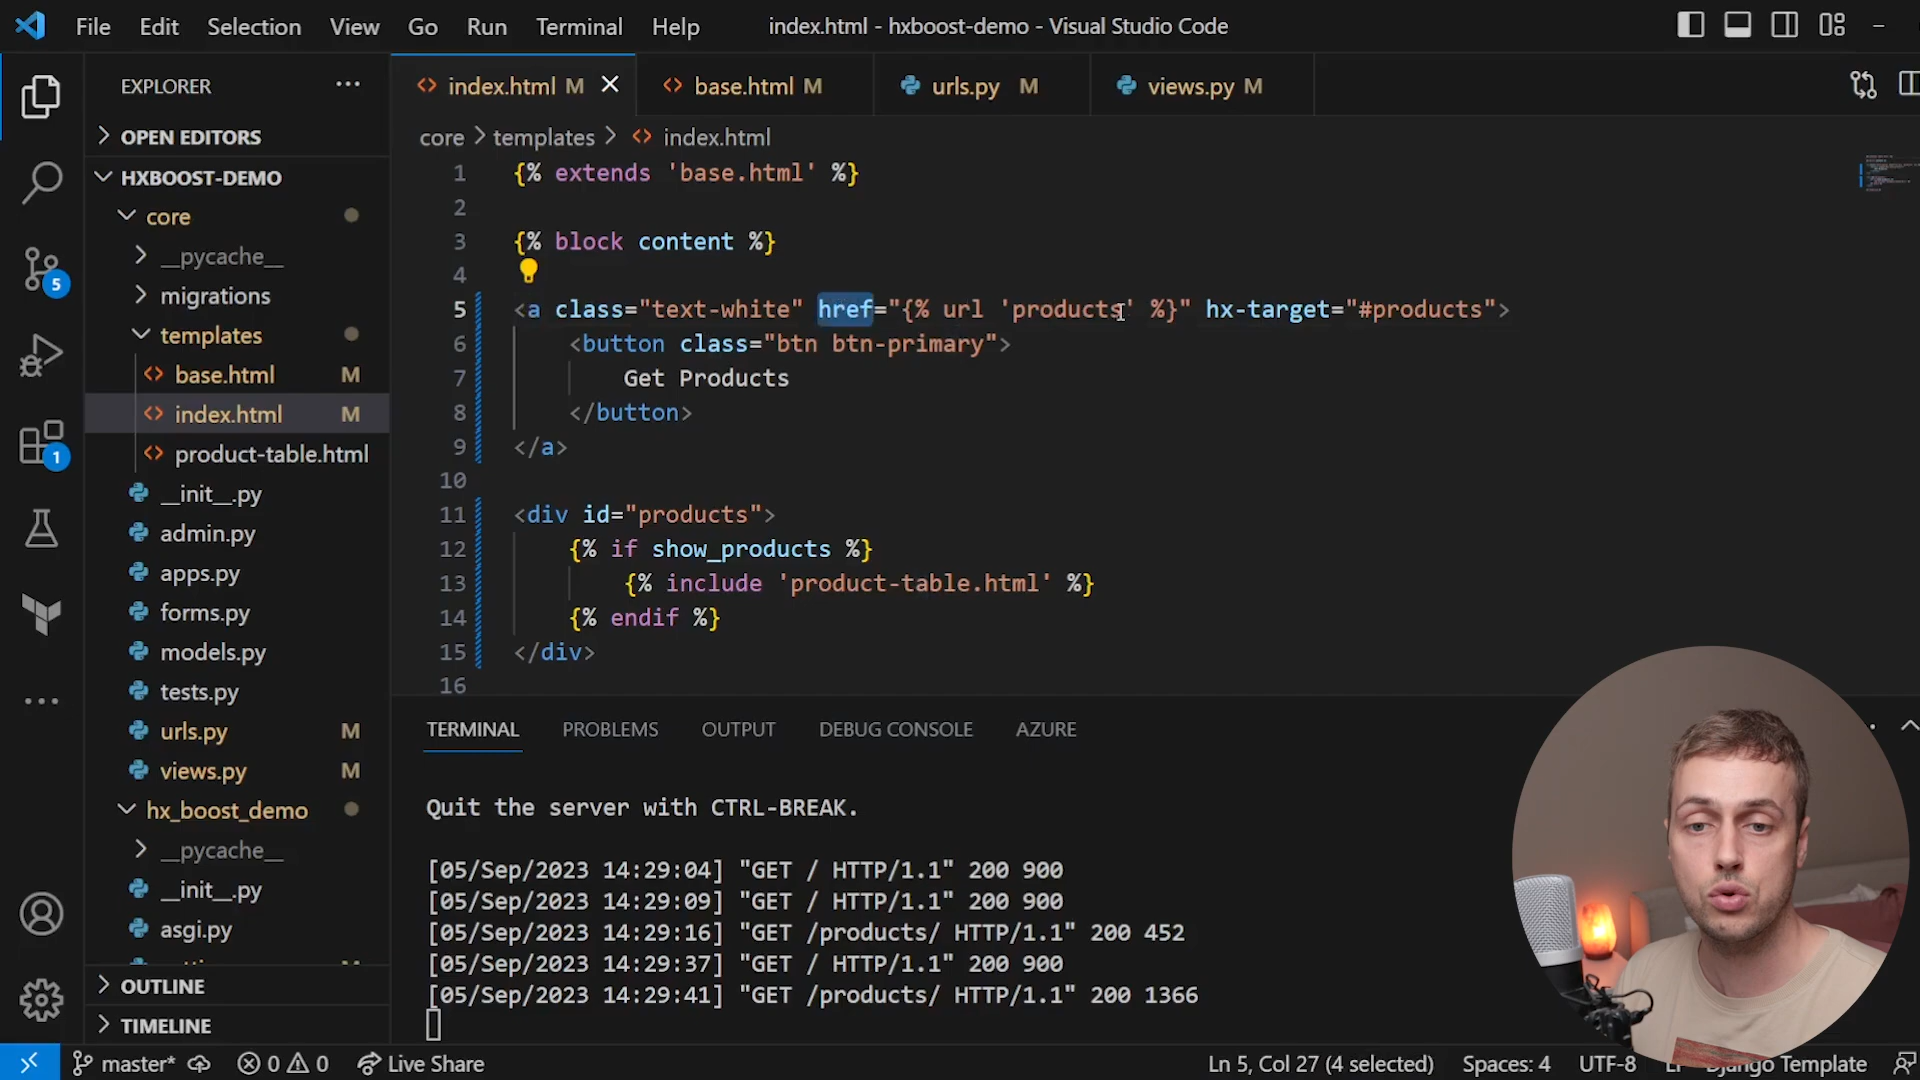 File Edit Selection View Go Run Terminal Help index.html - hxboost-demo - Visual Studio Code
EXPLORER ···
OPEN EDITORS
HXBOOST-DEMO
core
__pycache__
migrations
templates
base.html M
index.html M
product-table.html
__init__.py
admin.py
apps.py
forms.py
models.py
tests.py
urls.py M
views.py M
hx_boost_demo
__pycache__
__init__.py
asgi.py
OUTLINE
TIMELINE
5
1
index.html M base.html M urls.py M views.py M
core > templates > index.html
1 {% extends 'base.html' %}
2
3 {% block content %}
4
5 <a class="text-white" href="{% url 'products' %}" hx-target="#products">
6 <button class="btn btn-primary">
7 Get Products
8 </button>
9 </a>
10
11 <div id="products">
12 {% if show_products %}
13 {% include 'product-table.html' %}
14 {% endif %}
15 </div>
16
TERMINAL PROBLEMS OUTPUT DEBUG CONSOLE AZURE
Quit the server with CTRL-BREAK.
[05/Sep/2023 14:29:04] "GET / HTTP/1.1" 200 900
[05/Sep/2023 14:29:09] "GET / HTTP/1.1" 200 900
[05/Sep/2023 14:29:16] "GET /products/ HTTP/1.1" 200 452
[05/Sep/2023 14:29:37] "GET / HTTP/1.1" 200 900
[05/Sep/2023 14:29:41] "GET /products/ HTTP/1.1" 200 1366
master* 0 0 Live Share Ln 5, Col 27 (4 selected) Spaces: 4 UTF-8 Django Template